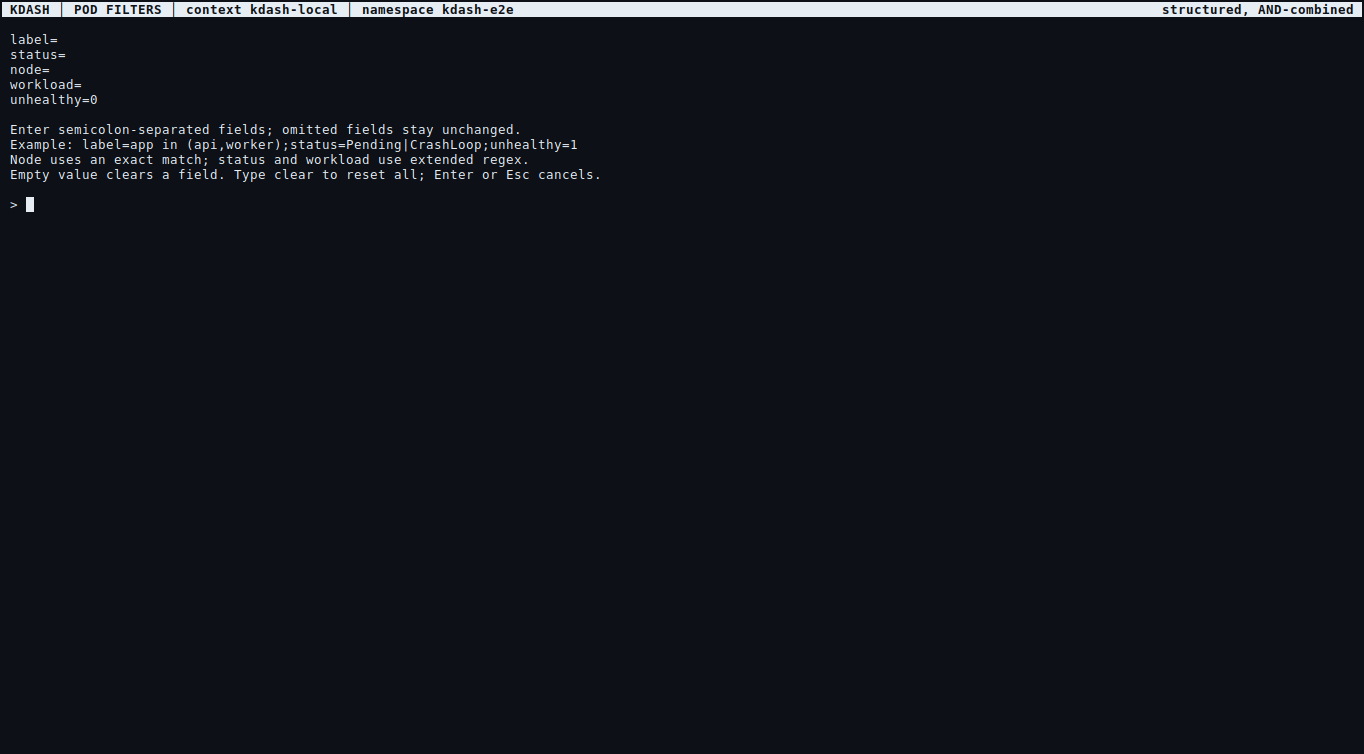 KDASH │ POD FILTERS │ context kdash-local │ namespace kdash-e2e structured, AND-combined
label=
status=
node=
workload=
unhealthy=0
Enter semicolon-separated fields; omitted fields stay unchanged.
Example: label=app in (api,worker);status=Pending|CrashLoop;unhealthy=1
Node uses an exact match; status and workload use extended regex.
Empty value clears a field. Type clear to reset all; Enter or Esc cancels.
>